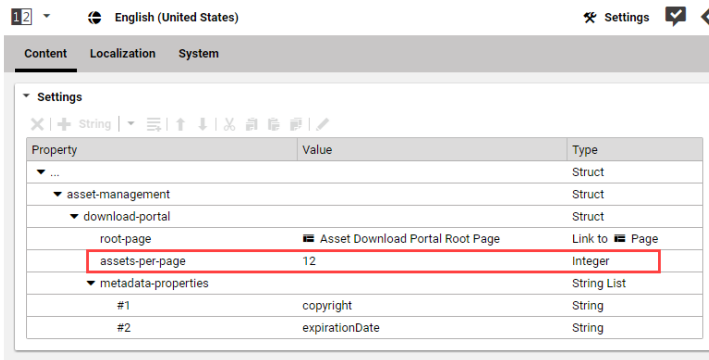 12 English (United States) Settings
Content Localization System
Settings
String
Property Value Type
... Struct
asset-management Struct
download-portal Struct
root-page Asset Download Portal Root Page Link to Page
assets-per-page 12 Integer
metadata-properties String List
#1 copyright String
#2 expirationDate String